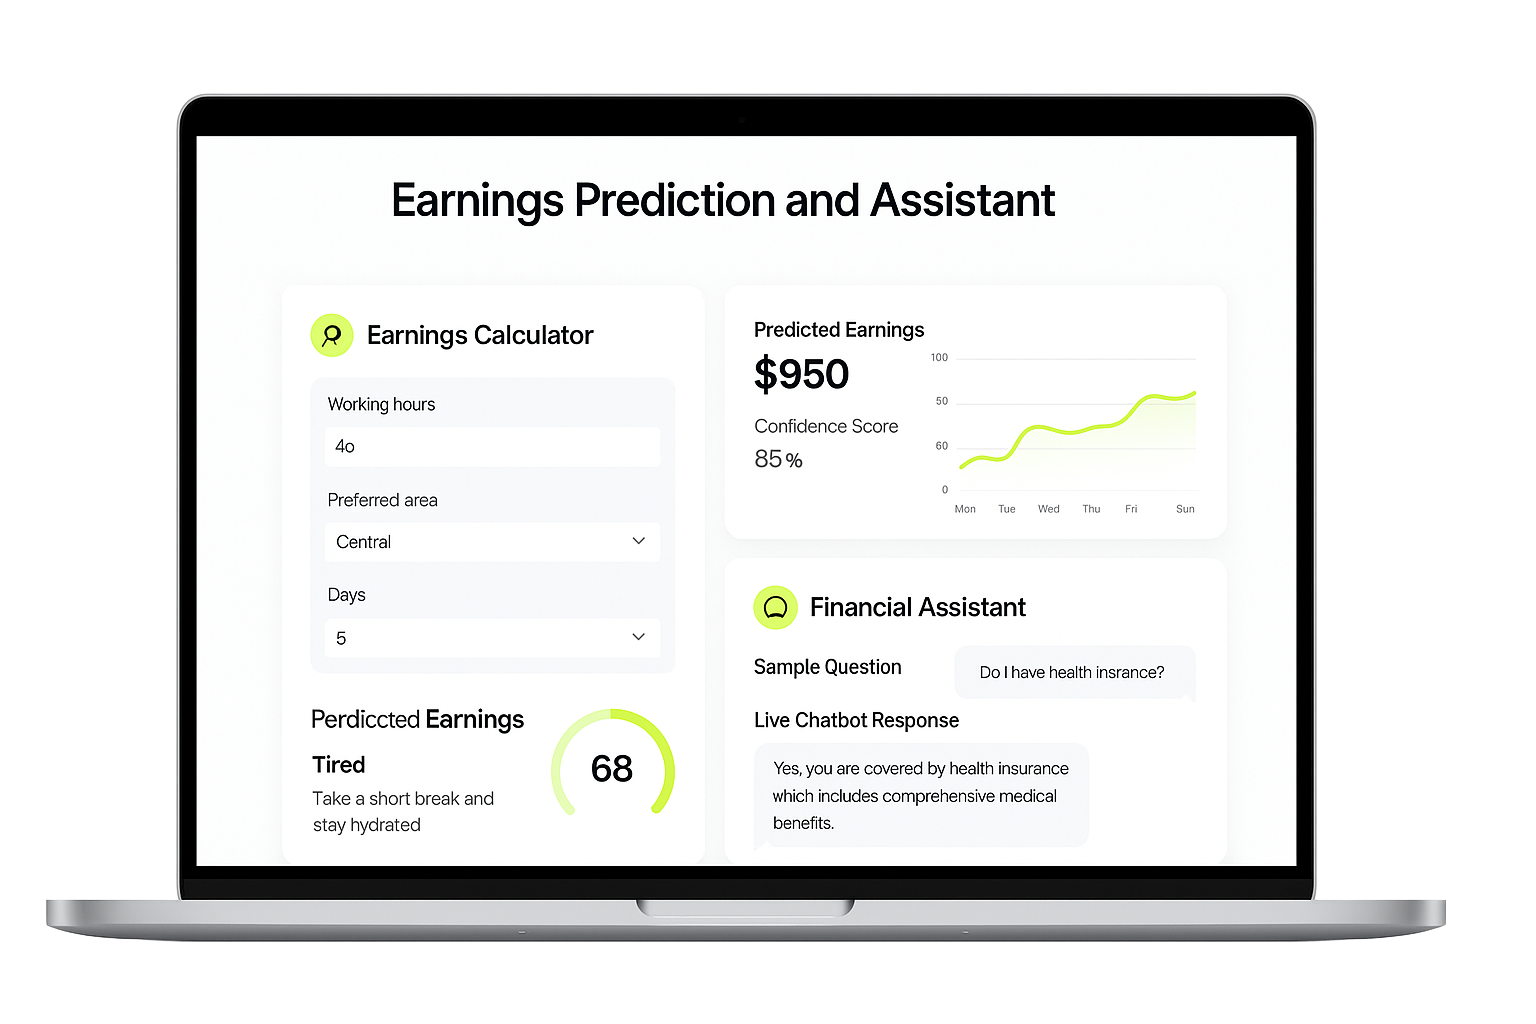 Earnings Prediction and Assistant
Earnings Calculator
Working hours
4o
Preferred area
Central
Days
5
Perdiccted Earnings
Tired
Take a short break and
stay hydrated
68
Predicted Earnings
$950
Confidence Score
85 %
100
50
60
0
Mon Tue Wed Thu Fri Sun
Financial Assistant
Sample Question
Do I have health insrance?
Live Chatbot Response
Yes, you are covered by health insurance
which includes comprehensive medical
benefits.